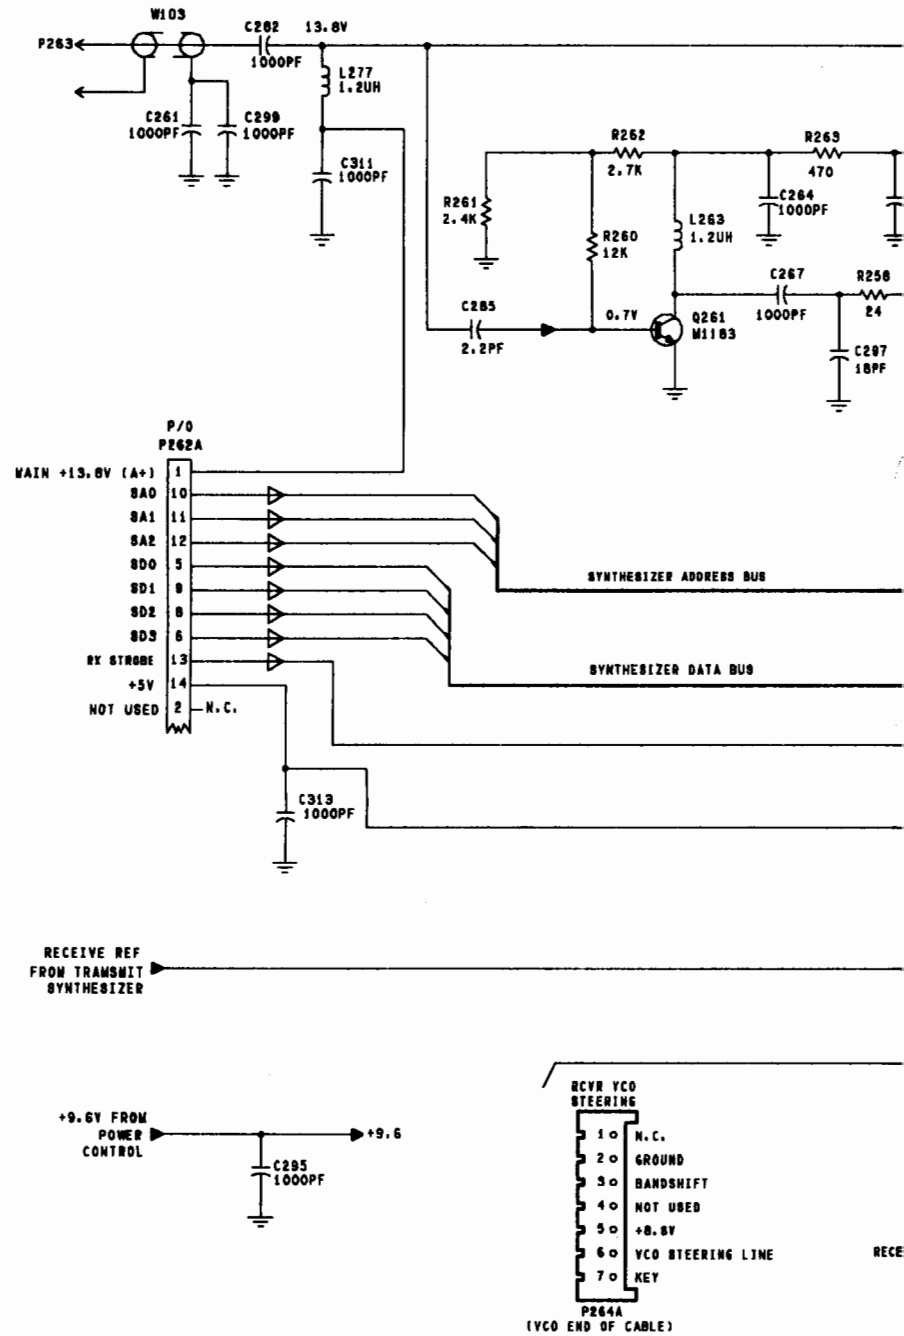 W103
P263
C282
1000PF
13.8V
L277
1.2UH
C261
1000PF
C299
1000PF
C311
1000PF
R262
2.7K
R263
470
R261
2.4K
R260
12K
L263
1.2UH
C264
1000PF
C285
2.2PF
0.7V
Q261
M1183
C267
1000PF
R258
24
C297
18PF
P/O
P262A
MAIN +13.8V (A+) 1
SA0 10
SA1 11
SA2 12
SD0 5
SD1 9
SD2 8
SD3 6
RX STROBE 13
+5V 14
NOT USED 2 N.C.
SYNTHESIZER ADDRESS BUS
SYNTHESIZER DATA BUS
C313
1000PF
RECEIVE REF
FROM TRANSMIT
SYNTHESIZER
+9.6V FROM
POWER
CONTROL
+9.6
C295
1000PF
RCVR VCO
STEERING
1 N.C.
2 GROUND
3 BANDSHIFT
4 NOT USED
5 +8.6V
6 VCO STEERING LINE
7 KEY
P264A
(VCO END OF CABLE)
RECE